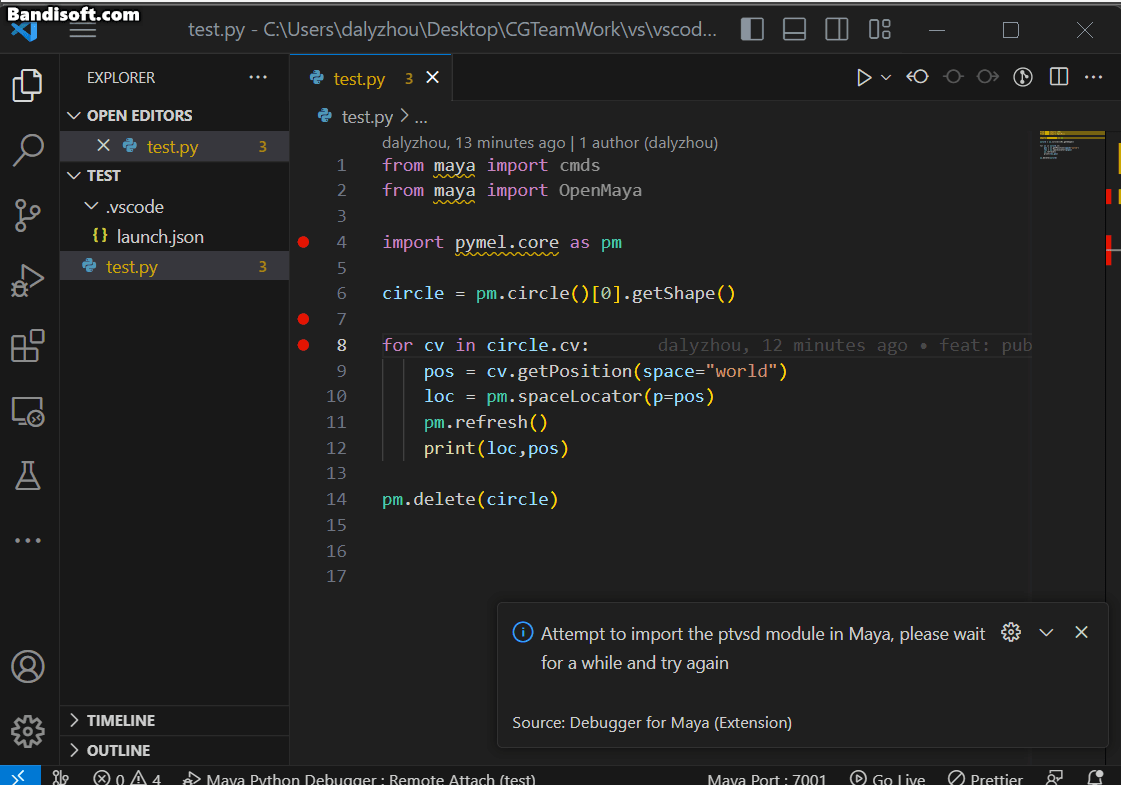 Bandisoft.com
test.py - C:\Users\dalyzhou\Desktop\CGTeamWork\vs\vscod...
EXPLORER
OPEN EDITORS
test.py 3
TEST
.vscode
{} launch.json
test.py 3
TIMELINE
OUTLINE
test.py 3
test.py > ...
dalyzhou, 13 minutes ago | 1 author (dalyzhou)
1 from maya import cmds
2 from maya import OpenMaya
3
4 import pymel.core as pm
5
6 circle = pm.circle()[0].getShape()
7
8 for cv in circle.cv: dalyzhou, 12 minutes ago • feat: pub
9 pos = cv.getPosition(space="world")
10 loc = pm.spaceLocator(p=pos)
11 pm.refresh()
12 print(loc,pos)
13
14 pm.delete(circle)
15
16
17
Attempt to import the ptvsd module in Maya, please wait
for a while and try again
Source: Debugger for Maya (Extension)
0 4 Maya Python Debugger : Remote Attach (test) Maya Port : 7001 Go Live Prettier